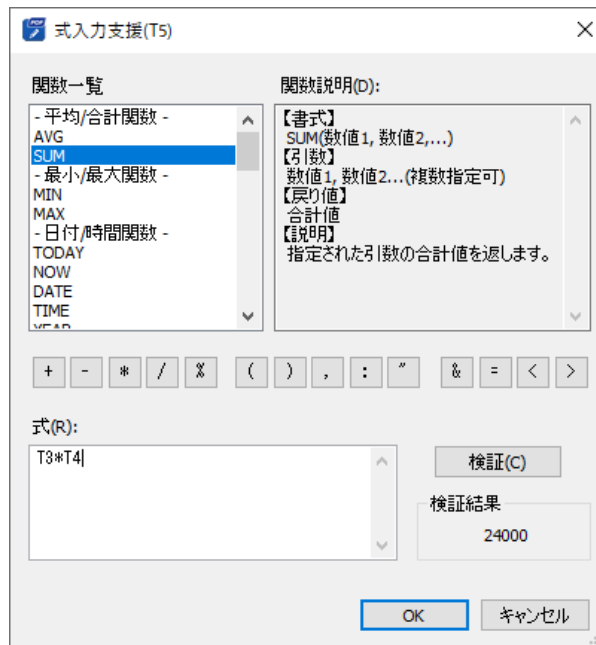 式入力支援(T5)
関数一覧
関数説明(D):
- 平均/合計関数 -
AVG
SUM
- 最小/最大関数 -
MIN
MAX
- 日付/時間関数 -
TODAY
NOW
DATE
TIME
YEAR
【書式】
SUM(数値1, 数値2,...)
【引数】
数値1, 数値2...(複数指定可)
【戻り値】
合計値
【説明】
指定された引数の合計値を返します。
+ - * / % ( ) , : " & = < >
式(R):
T3*T4
検証(C)
検証結果
24000
OK キャンセル